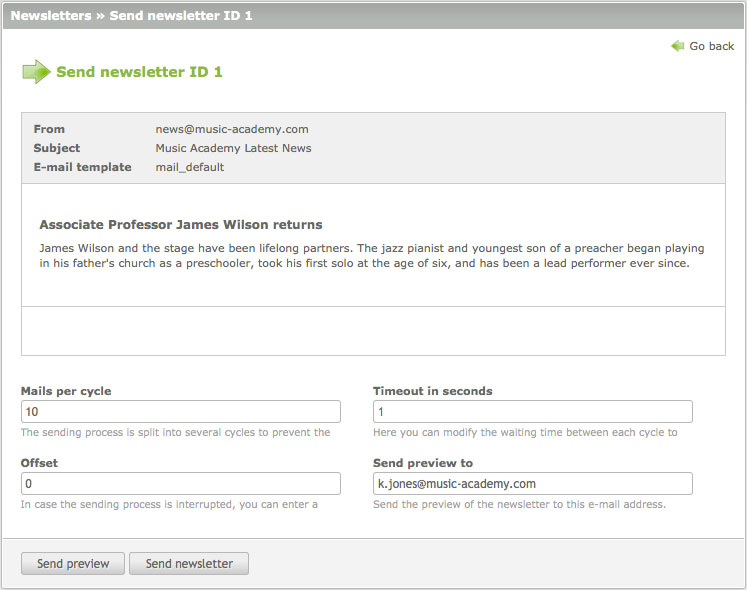 Newsletters » Send newsletter ID 1
Go back
Send newsletter ID 1
From news@music-academy.com
Subject Music Academy Latest News
E-mail template mail_default
Associate Professor James Wilson returns
James Wilson and the stage have been lifelong partners. The jazz pianist and youngest son of a preacher began playing
in his father's church as a preschooler, took his first solo at the age of six, and has been a lead performer ever since.
Mails per cycle
10
The sending process is split into several cycles to prevent the
Timeout in seconds
1
Here you can modify the waiting time between each cycle to
Offset
0
In case the sending process is interrupted, you can enter a
Send preview to
k.jones@music-academy.com
Send the preview of the newsletter to this e-mail address.
Send preview
Send newsletter